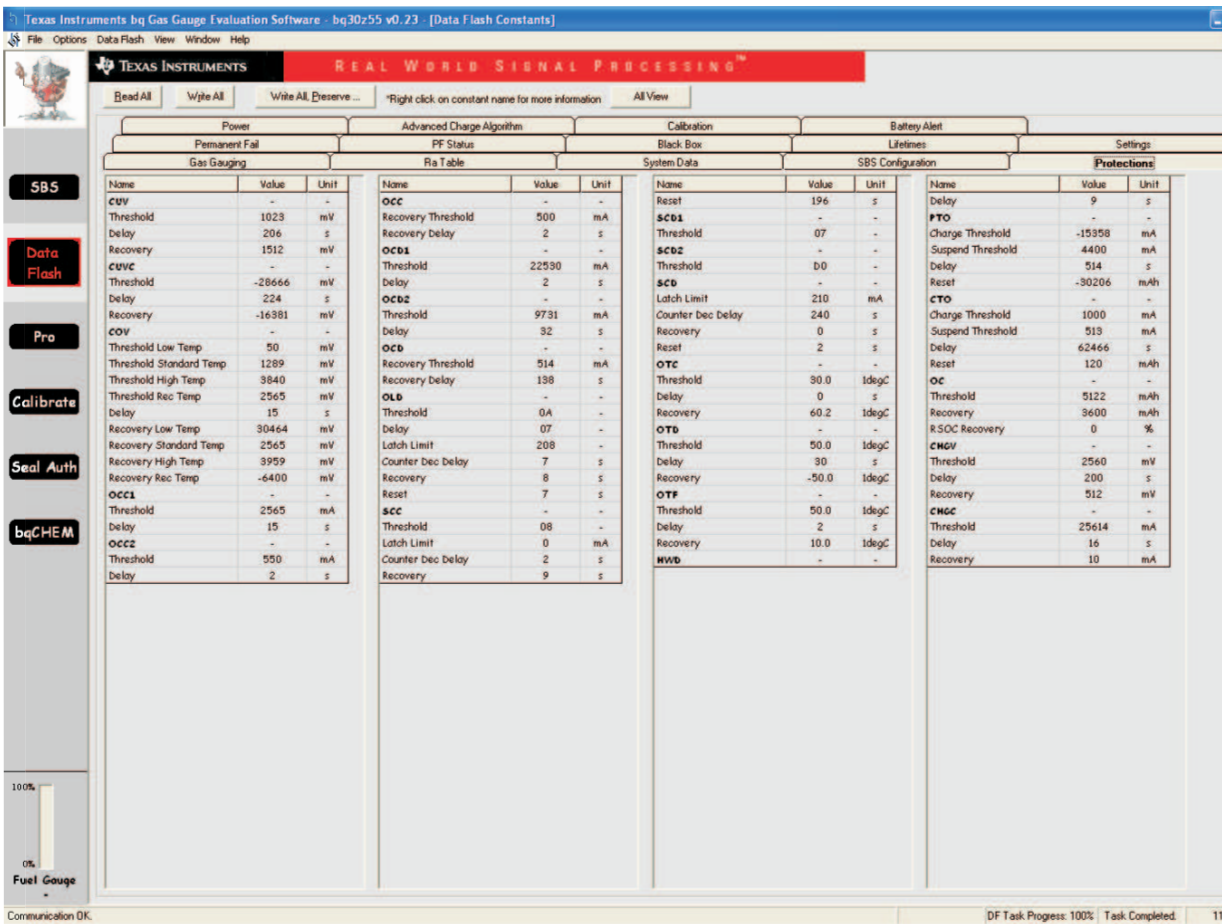 Texas Instruments bq Gas Gauge Evaluation Software - bq30z55 v0.23 - [Data Flash Constants]
File Options Data Flash View Window Help
TEXAS INSTRUMENTS
REAL WORLD SIGNAL PROCESSING™
Read All Write All Write All, Preserve ... *Right click on constant name for more information All View
Power Advanced Charge Algorithm Calibration Battery Alert
Permanent Fail PF Status Black Box Lifetimes Settings
Gas Gauging Ra Table System Data SBS Configuration Protections
SBS
Data
Flash
Pro
Calibrate
Seal Auth
bqCHEM
100%
0%
Fuel Gauge
-
Name Value Unit
CUV - -
Threshold 1023 mV
Delay 206 s
Recovery 1512 mV
CUVC - -
Threshold -28666 mV
Delay 224 s
Recovery -16381 mV
COV - -
Threshold Low Temp 50 mV
Threshold Standard Temp 1289 mV
Threshold High Temp 3840 mV
Threshold Rec Temp 2565 mV
Delay 15 s
Recovery Low Temp 30464 mV
Recovery Standard Temp 2565 mV
Recovery High Temp 3959 mV
Recovery Rec Temp -6400 mV
OCC1 - -
Threshold 2565 mA
Delay 15 s
OCC2 - -
Threshold 550 mA
Delay 2 s
Name Value Unit
OCC - -
Recovery Threshold 500 mA
Recovery Delay 2 s
OCD1 - -
Threshold 22530 mA
Delay 2 s
OCD2 - -
Threshold 9731 mA
Delay 32 s
OCD - -
Recovery Threshold 514 mA
Recovery Delay 138 s
OLD - -
Threshold 0A -
Delay 07 -
Latch Limit 208 -
Counter Dec Delay 7 s
Recovery 8 s
Reset 7 s
SCC - -
Threshold 08 -
Latch Limit 0 mA
Counter Dec Delay 2 s
Recovery 9 s
Name Value Unit
Reset 196 s
SCD1 - -
Threshold 07 -
SCD2 - -
Threshold D0 -
SCD - -
Latch Limit 210 mA
Counter Dec Delay 240 s
Recovery 0 s
Reset 2 s
OTC - -
Threshold 30.0 1degC
Delay 0 s
Recovery 60.2 1degC
OTD - -
Threshold 50.0 1degC
Delay 30 s
Recovery -50.0 1degC
OTF - -
Threshold 50.0 1degC
Delay 2 s
Recovery 10.0 1degC
HWD - -
Name Value Unit
Delay 9 s
PTO - -
Charge Threshold -15358 mA
Suspend Threshold 4400 mA
Delay 514 s
Reset -30206 mAh
CTO - -
Charge Threshold 1000 mA
Suspend Threshold 513 mA
Delay 62466 s
Reset 120 mAh
OC - -
Threshold 5122 mAh
Recovery 3600 mAh
RSOC Recovery 0 %
CHGV - -
Threshold 2560 mV
Delay 200 s
Recovery 512 mV
CHGC - -
Threshold 25614 mA
Delay 16 s
Recovery 10 mA
Communication OK. DF Task Progress: 100% Task Completed.